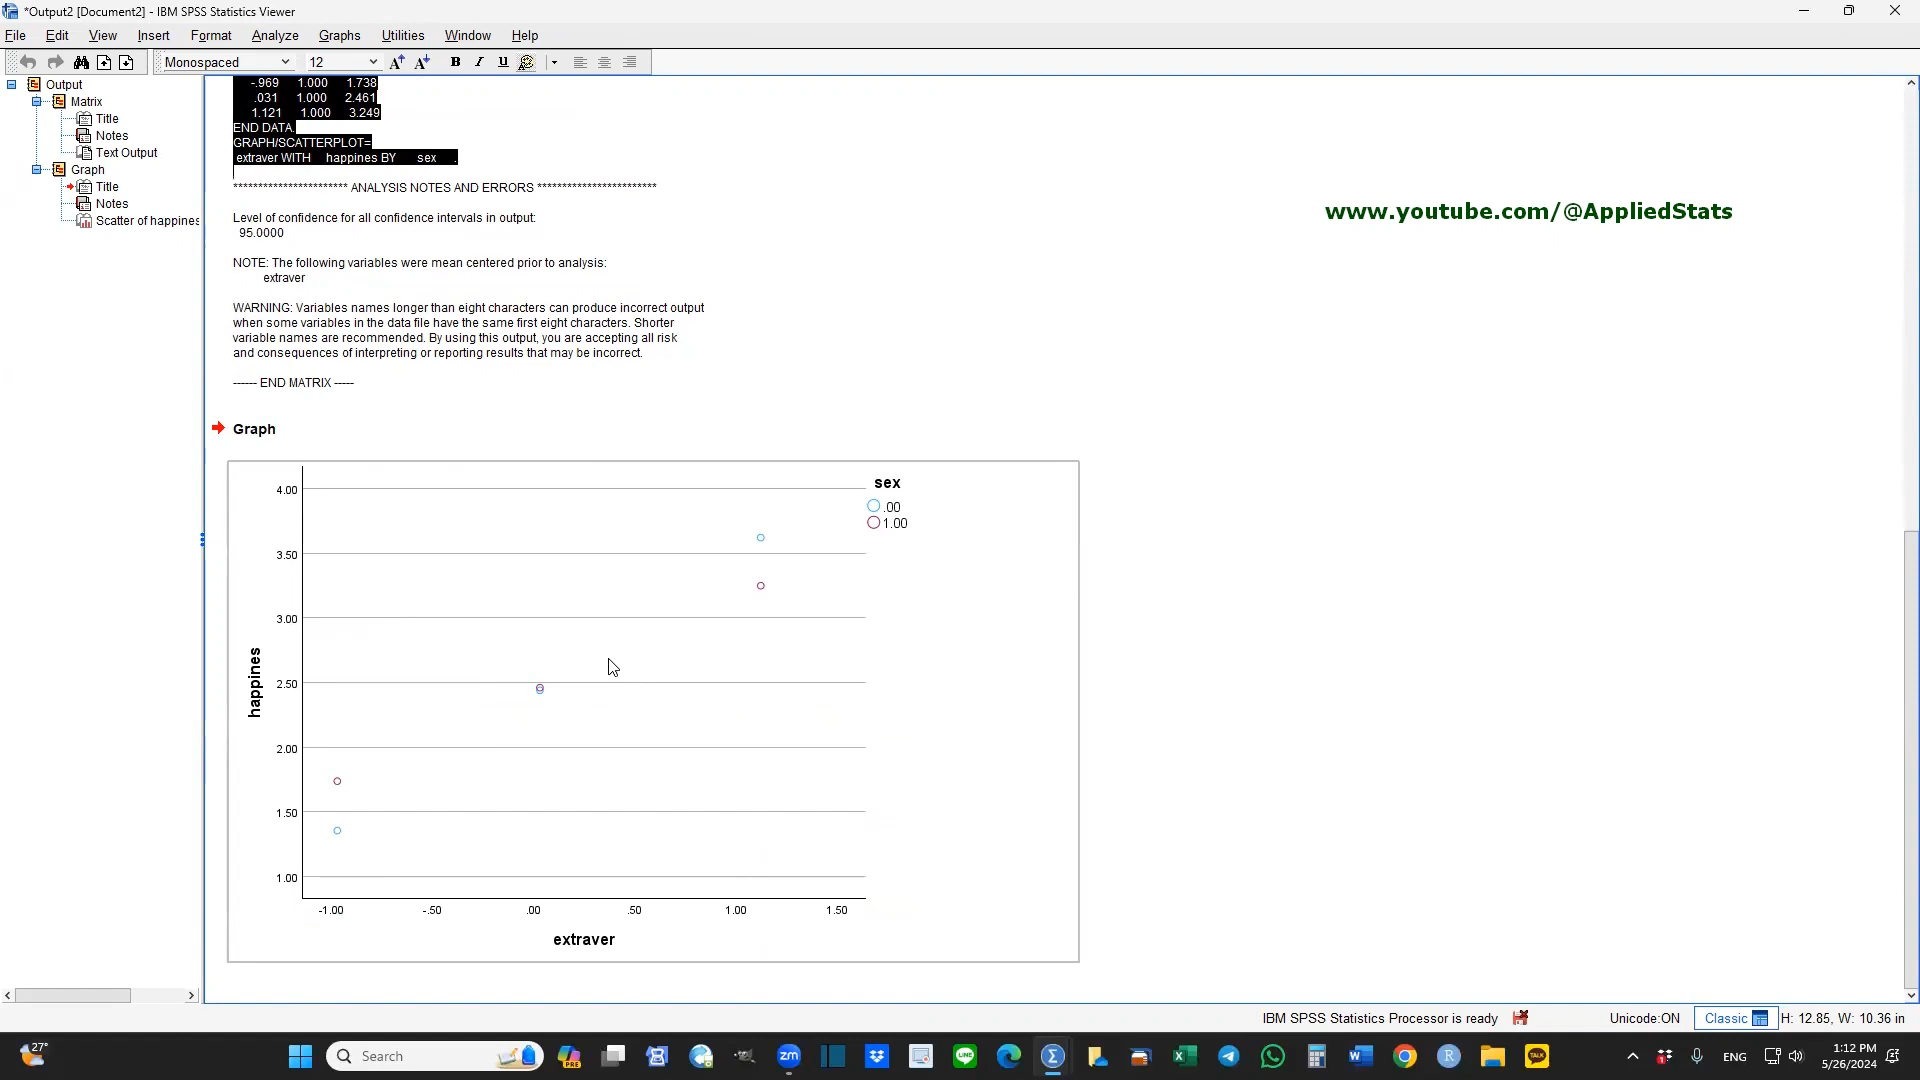 *Output2 [Document2] - IBM SPSS Statistics Viewer
File Edit View Insert Format Analyze Graphs Utilities Window Help
Monospaced 12 A A B I U
Output
Matrix
Title
Notes
Text Output
Graph
Title
Notes
Scatter of happines
-.969 1.000 1.738
.031 1.000 2.461
1.121 1.000 3.249
END DATA.
GRAPH/SCATTERPLOT=
extraver WITH happines BY sex .
********************** ANALYSIS NOTES AND ERRORS ************************
Level of confidence for all confidence intervals in output:
95.0000
NOTE: The following variables were mean centered prior to analysis:
extraver
WARNING: Variables names longer than eight characters can produce incorrect output
when some variables in the data file have the same first eight characters. Shorter
variable names are recommended. By using this output, you are accepting all risk
and consequences of interpreting or reporting results that may be incorrect.
------ END MATRIX -----
www.youtube.com/@AppliedStats
Graph
sex
.00
1.00
4.00
3.50
3.00
2.50
2.00
1.50
1.00
happines
-1.00 -.50 .00 .50 1.00 1.50
extraver
IBM SPSS Statistics Processor is ready Unicode:ON Classic H: 12.85, W: 10.36 in
27°
Search
PRE
zm
LINE
W
R
TALK
1
ENG
1:12 PM
5/26/2024